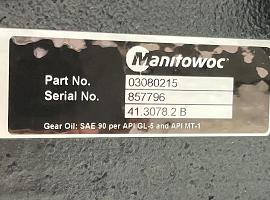 Manitowoc
Part No. 03080215
Serial No. 857796
41.3078.2 B
Gear Oil: SAE 90 per API GL-5 and API MT-1